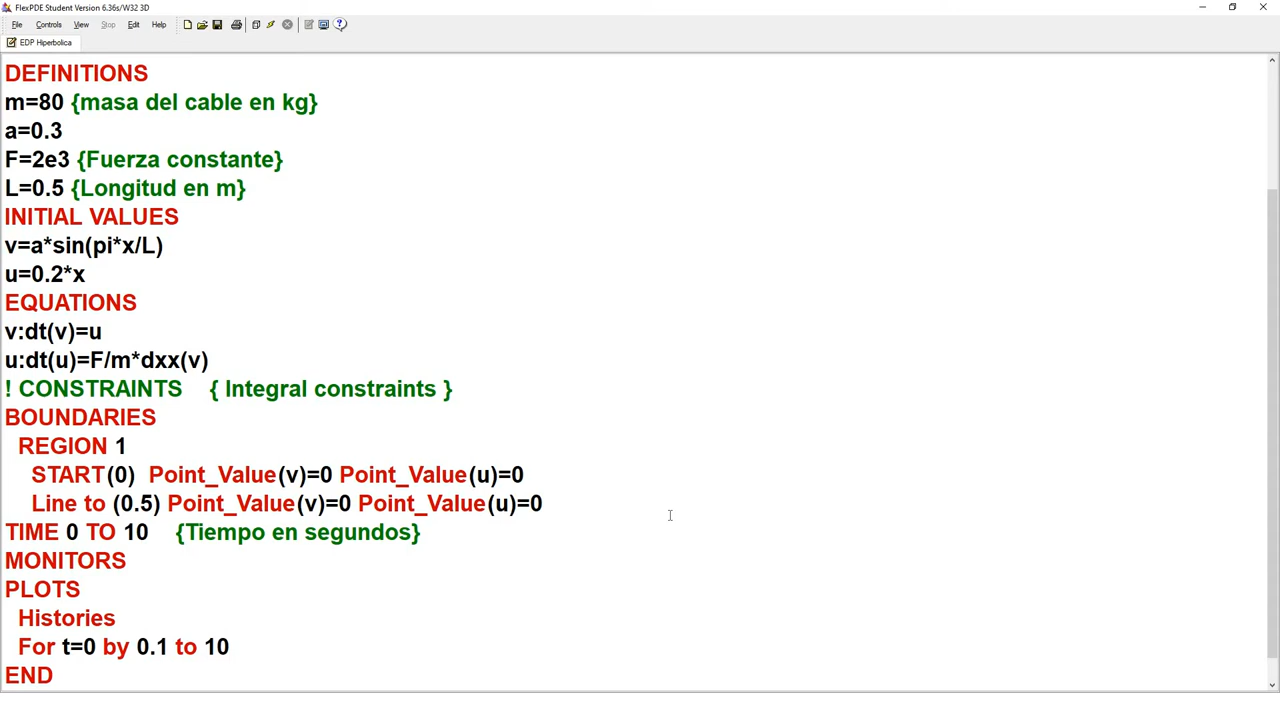 FlexPDE Student Version 6.36s/W32 3D
File Controls View Stop Edit Help
EDP Hiperbolica
DEFINITIONS
m=80 {masa del cable en kg}
a=0.3
F=2e3 {Fuerza constante}
L=0.5 {Longitud en m}
INITIAL VALUES
v=a*sin(pi*x/L)
u=0.2*x
EQUATIONS
v:dt(v)=u
u:dt(u)=F/m*dxx(v)
! CONSTRAINTS { Integral constraints }
BOUNDARIES
REGION 1
START(0) Point_Value(v)=0 Point_Value(u)=0
Line to (0.5) Point_Value(v)=0 Point_Value(u)=0
TIME 0 TO 10 {Tiempo en segundos}
MONITORS
PLOTS
Histories
For t=0 by 0.1 to 10
END